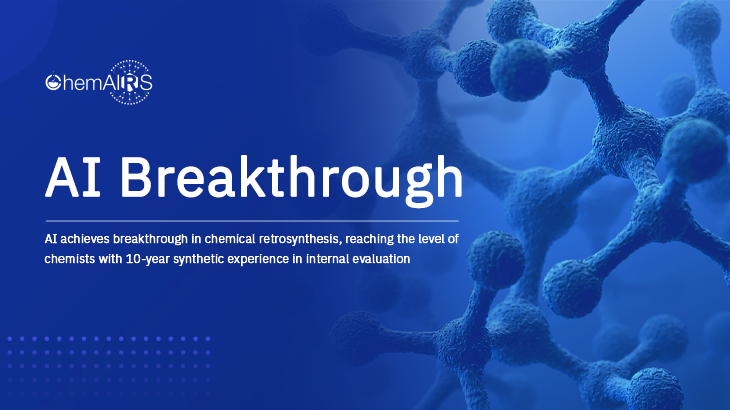 ChemAIRS
AI Breakthrough
AI achieves breakthrough in chemical retrosynthesis, reaching the level of
chemists with 10-year synthetic experience in internal evaluation